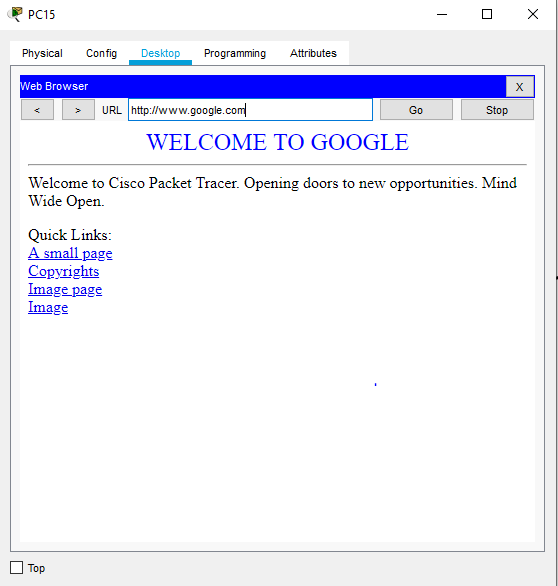 PC15
Physical Config Desktop Programming Attributes
Web Browser X
< > URL http://www.google.com Go Stop
WELCOME TO GOOGLE
Welcome to Cisco Packet Tracer. Opening doors to new opportunities. Mind
Wide Open.
Quick Links:
A small page
Copyrights
Image page
Image
Top